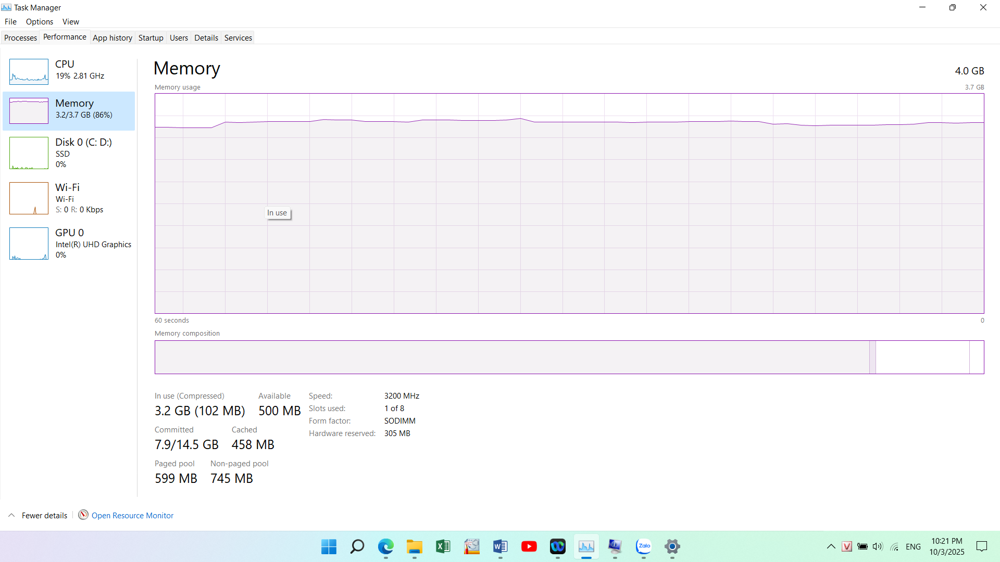 Task Manager
File Options View
Processes Performance App history Startup Users Details Services
CPU
19% 2.81 GHz
Memory
3.2/3.7 GB (86%)
Disk 0 (C: D:)
SSD
0%
Wi-Fi
Wi-Fi
S: 0 R: 0 Kbps
GPU 0
Intel(R) UHD Graphics
0%
Memory 4.0 GB
Memory usage 3.7 GB
In use
60 seconds 0
Memory composition
In use (Compressed) Available
3.2 GB (102 MB) 500 MB
Committed Cached
7.9/14.5 GB 458 MB
Paged pool Non-paged pool
599 MB 745 MB
Speed: 3200 MHz
Slots used: 1 of 8
Form factor: SODIMM
Hardware reserved: 305 MB
Fewer details Open Resource Monitor
Zalo
ENG
10:21 PM
10/3/2025